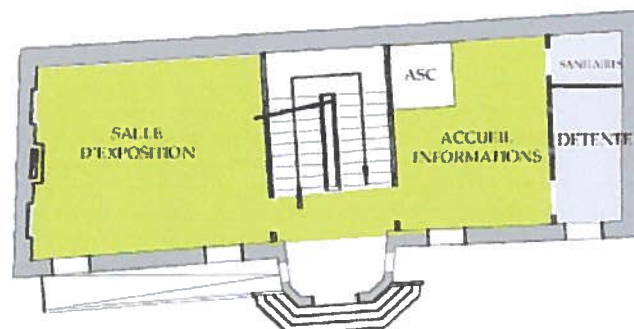 SALLE
D'EXPOSITION
ASC
ACCUEIL
INFORMATIONS
SANITAIRES
DETENTE